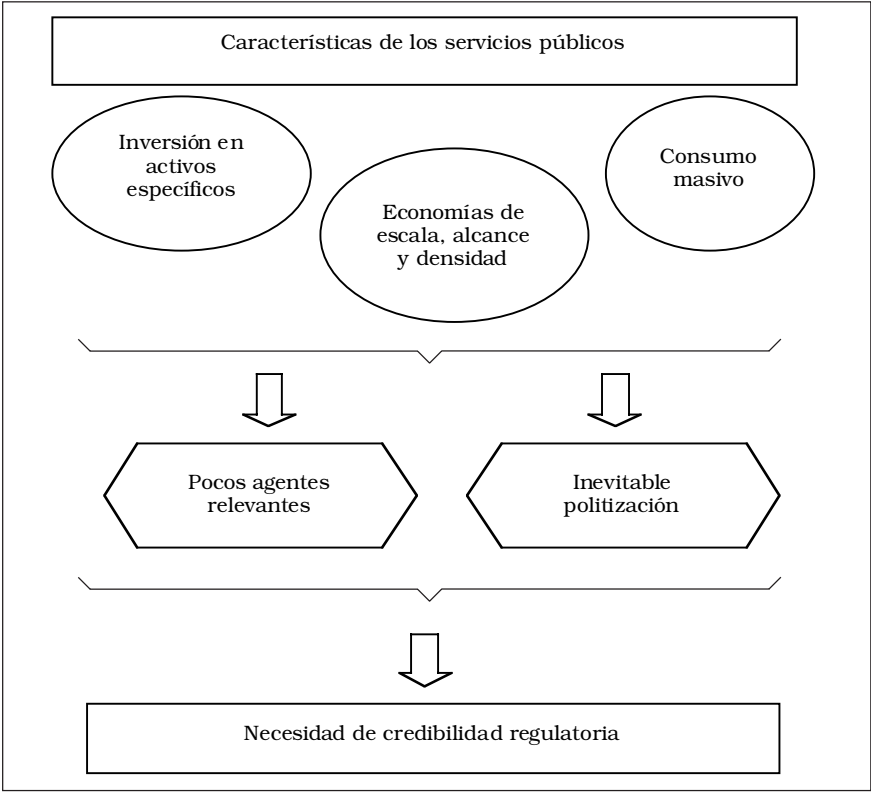 Características de los servicios públicos
Inversión en
activos
específicos
Economías de
escala, alcance
y densidad
Consumo
masivo
Pocos agentes
relevantes
Inevitable
politización
Necesidad de credibilidad regulatoria